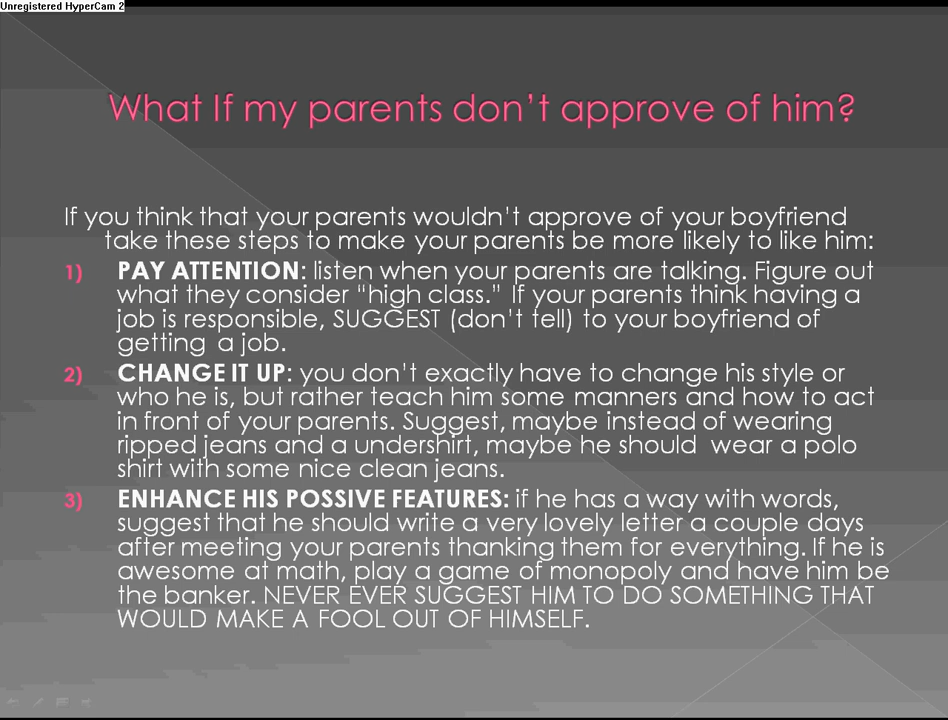 Unregistered HyperCam 2
What If my parents don't approve of him?
If you think that your parents wouldn't approve of your boyfriend
take these steps to make your parents be more likely to like him:
1) PAY ATTENTION: listen when your parents are talking. Figure out
what they consider "high class." If your parents think having a
job is responsible, SUGGEST (don't tell) to your boyfriend of
getting a job.
2) CHANGE IT UP: you don't exactly have to change his style or
who he is, but rather teach him some manners and how to act
in front of your parents. Suggest, maybe instead of wearing
ripped jeans and a undershirt, maybe he should wear a polo
shirt with some nice clean jeans.
3) ENHANCE HIS POSSIVE FEATURES: if he has a way with words,
suggest that he should write a very lovely letter a couple days
after meeting your parents thanking them for everything. If he is
awesome at math, play a game of monopoly and have him be
the banker. NEVER EVER SUGGEST HIM TO DO SOMETHING THAT
WOULD MAKE A FOOL OUT OF HIMSELF.